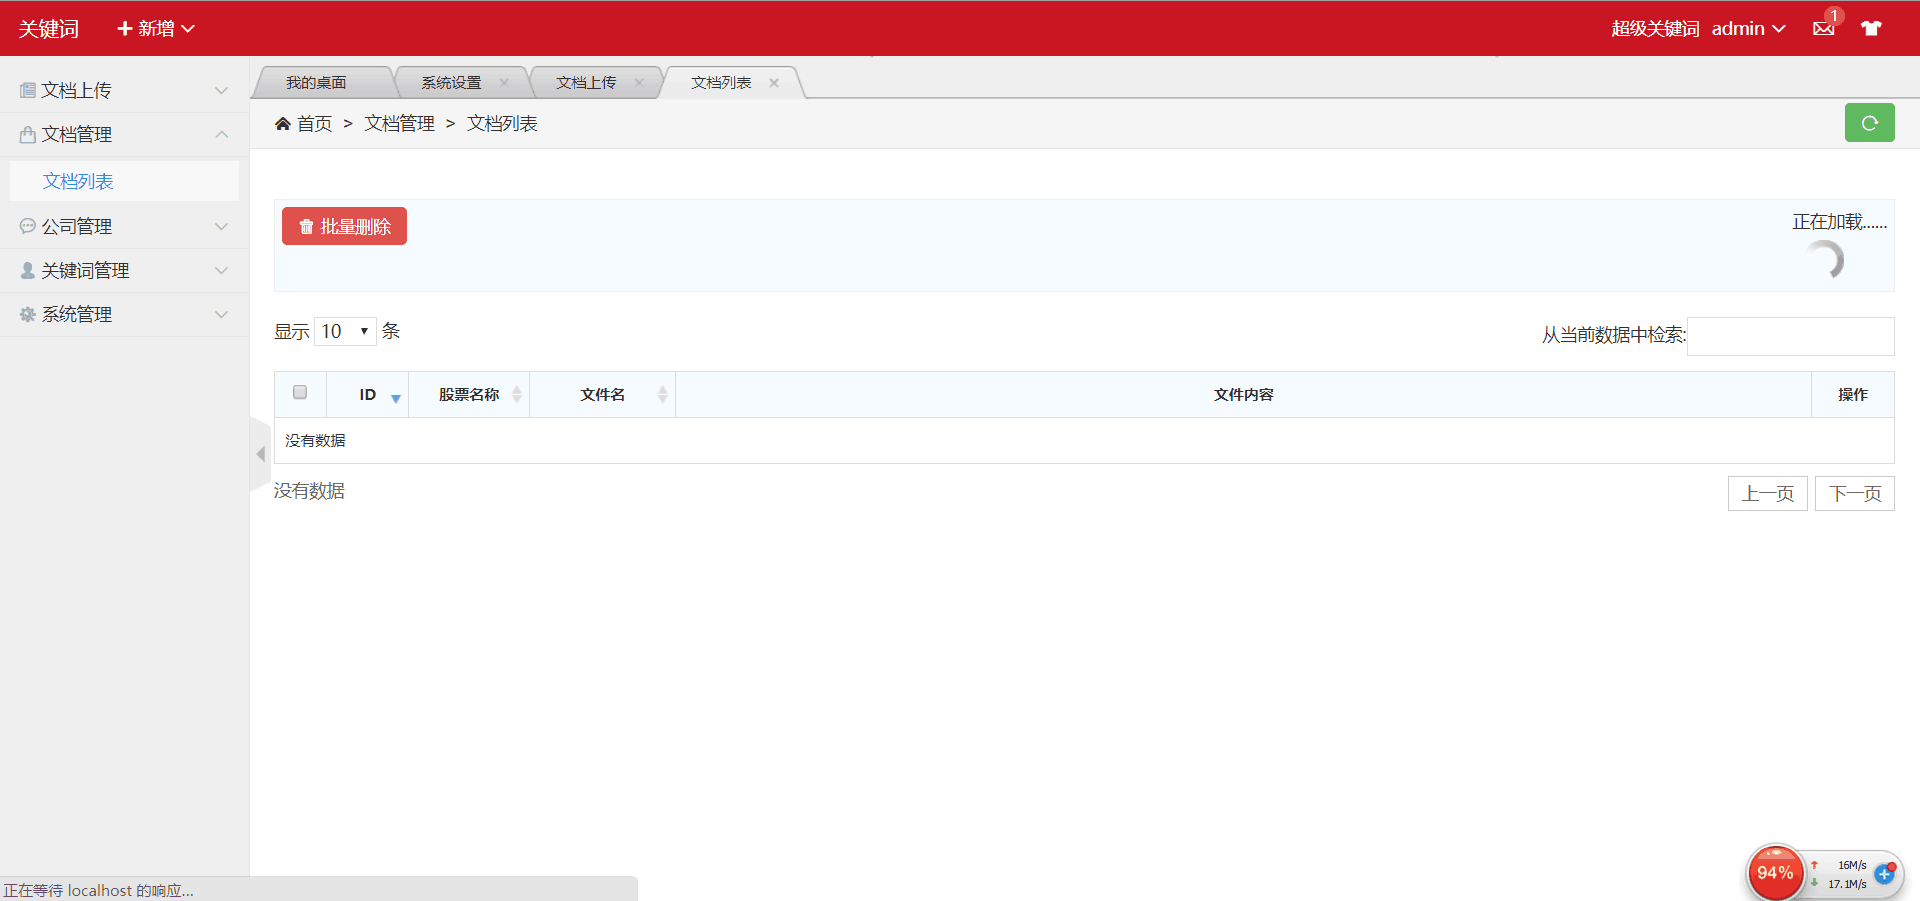 关键词 新增 超级关键词 admin 1
我的桌面 系统设置 文档上传 文档列表
文档上传
文档管理
文档列表
公司管理
关键词管理
系统管理
首页 > 文档管理 > 文档列表
批量删除
正在加载......
显示 10 条
从当前数据中检索:
ID 股票名称 文件名 文件内容 操作
没有数据
没有数据
上一页 下一页
正在等待 localhost 的响应...
94%
16M/s
17.1M/s